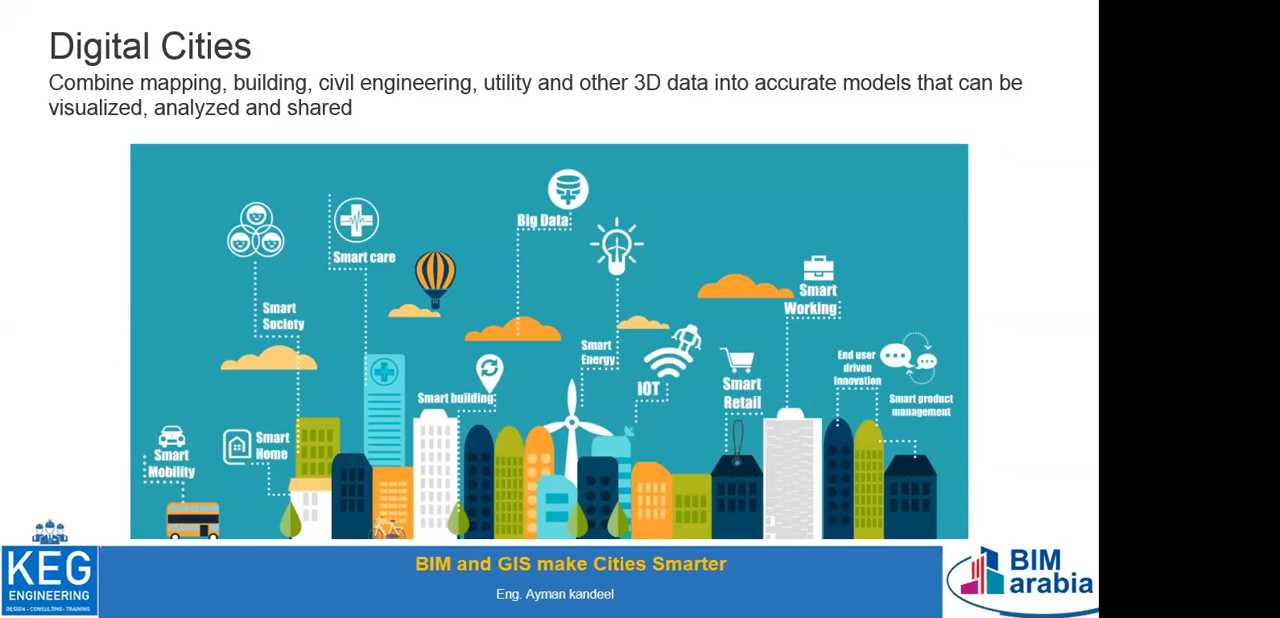 Digital Cities
Combine mapping, building, civil engineering, utility and other 3D data into accurate models that can be
visualized, analyzed and shared
Big Data
Smart care
Smart
Working
Smart
Society
Smart
Energy
End user
driven
Innovation
IOT
Smart
Retail
Smart building
Smart product
management
Smart
Home
Smart
Mobility
KEG
ENGINEERING
DESIGN - CONSULTING- TRAINING
BIM and GIS make Cities Smarter
Eng. Ayman kandeel
BIM
arabia